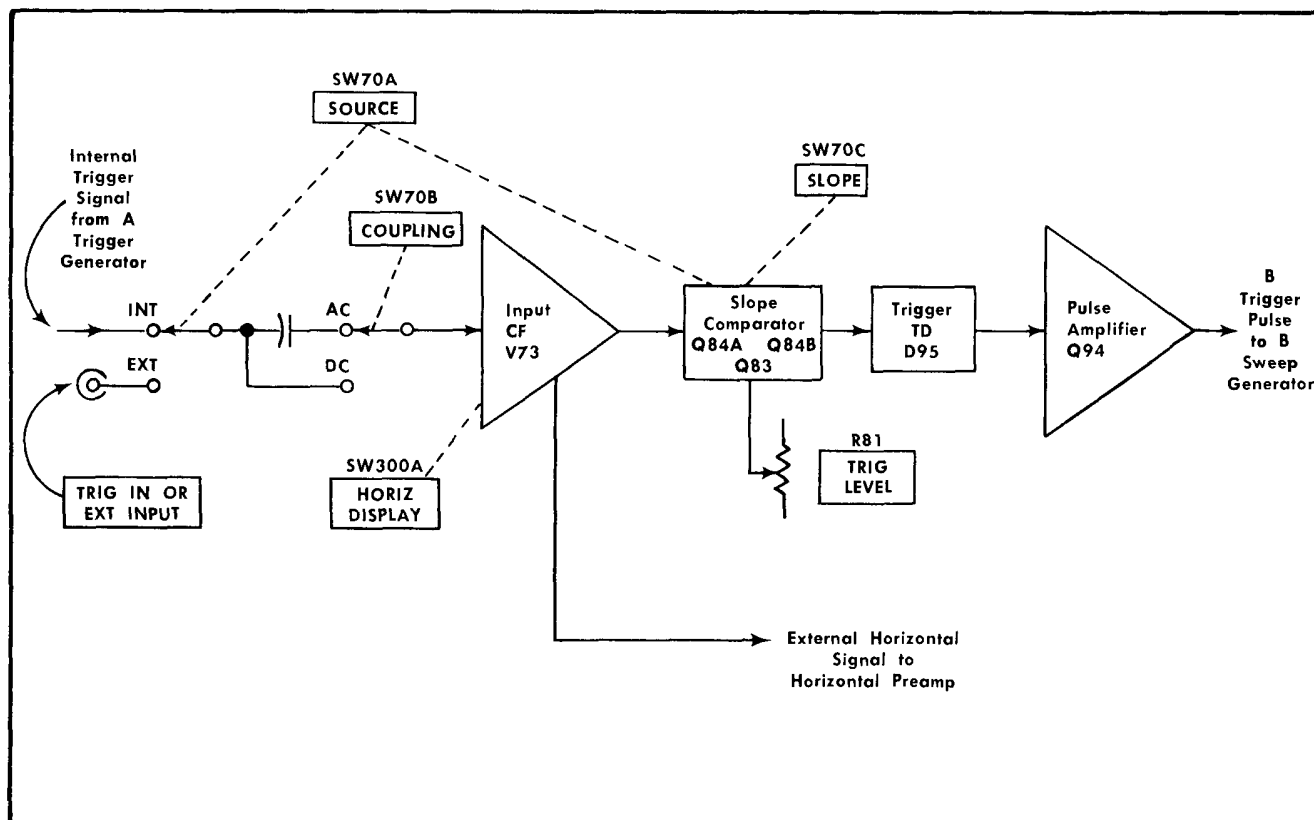 SW70A
SOURCE
Internal
Trigger
Signal
from A
Trigger
Generator
SW70B
COUPLING
SW70C
SLOPE
INT
EXT
AC
DC
Input
CF
V73
Slope
Comparator
Q84A Q84B
Q83
Trigger
TD
D95
Pulse
Amplifier
Q94
B
Trigger
Pulse
to B
Sweep
Generator
TRIG IN OR
EXT INPUT
SW300A
HORIZ
DISPLAY
R81
TRIG
LEVEL
External Horizontal
Signal to
Horizontal Preamp